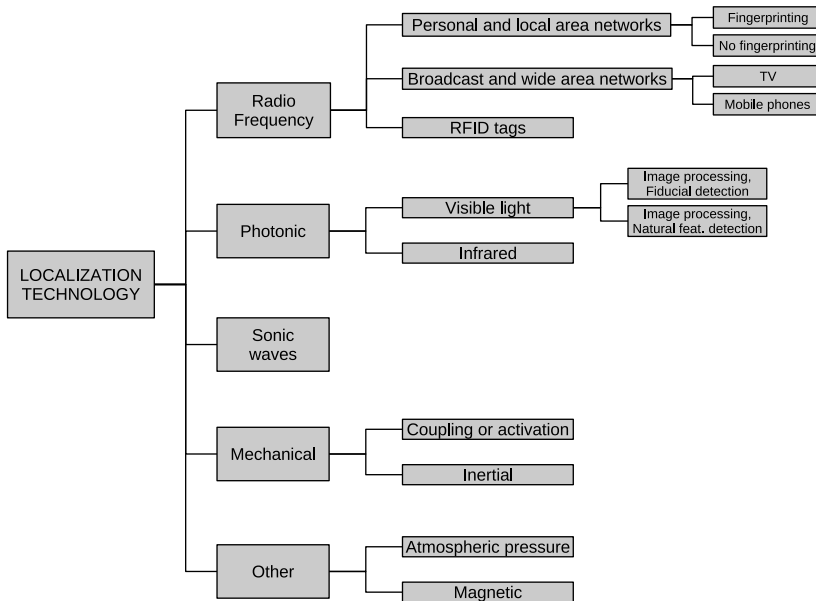 LOCALIZATION
TECHNOLOGY
Radio
Frequency
Personal and local area networks
Fingerprinting
No fingerprinting
Broadcast and wide area networks
TV
Mobile phones
RFID tags
Photonic
Visible light
Image processing,
Fiducial detection
Image processing,
Natural feat. detection
Infrared
Sonic
waves
Mechanical
Coupling or activation
Inertial
Other
Atmospheric pressure
Magnetic